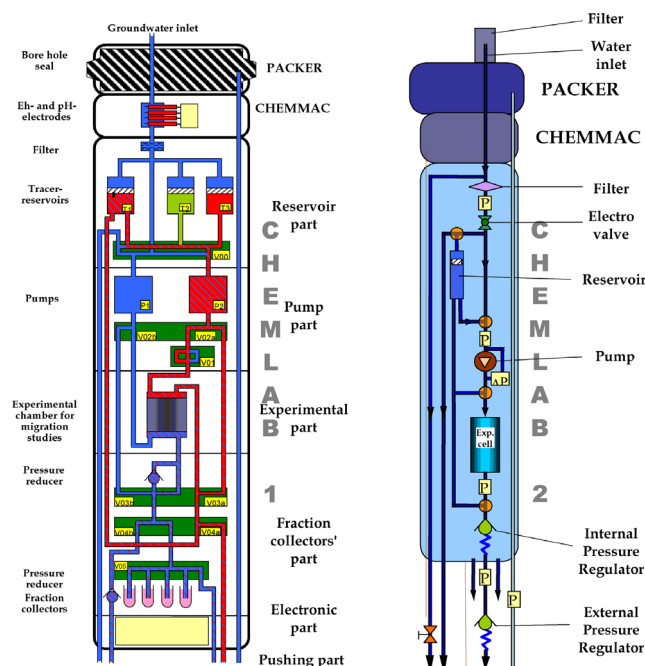 Groundwater inlet
Bore hole
seal
PACKER
Eh- and pH-
electrodes
CHEMMAC
Filter
Tracer-
reservoirs
T1
T2
T3
Reservoir
part
V00
Pumps
P1
P2
Pump
part
V02b
V02a
V01
Experimental
chamber for
migration
studies
Experimental
part
Pressure
reducer
V03b
V03a
V04b
V04a
Fraction
collectors'
part
V05
Pressure
reducer
Fraction
collectors
Electronic
part
Pushing part
C
H
E
M
L
A
B
1
Filter
Water
inlet
PACKER
CHEMMAC
Filter
P
Electro
valve
Reservoir
P
Pump
Δ P
Exp.
cell
P
Internal
Pressure
Regulator
P
P
External
Pressure
Regulator
C
H
E
M
L
A
B
2